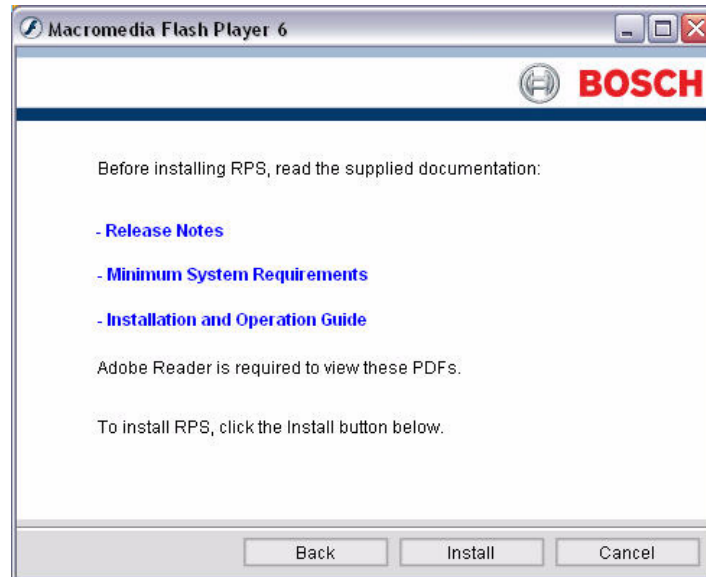 Macromedia Flash Player 6
BOSCH
Before installing RPS, read the supplied documentation:
- Release Notes
- Minimum System Requirements
- Installation and Operation Guide
Adobe Reader is required to view these PDFs.
To install RPS, click the Install button below.
Back Install Cancel